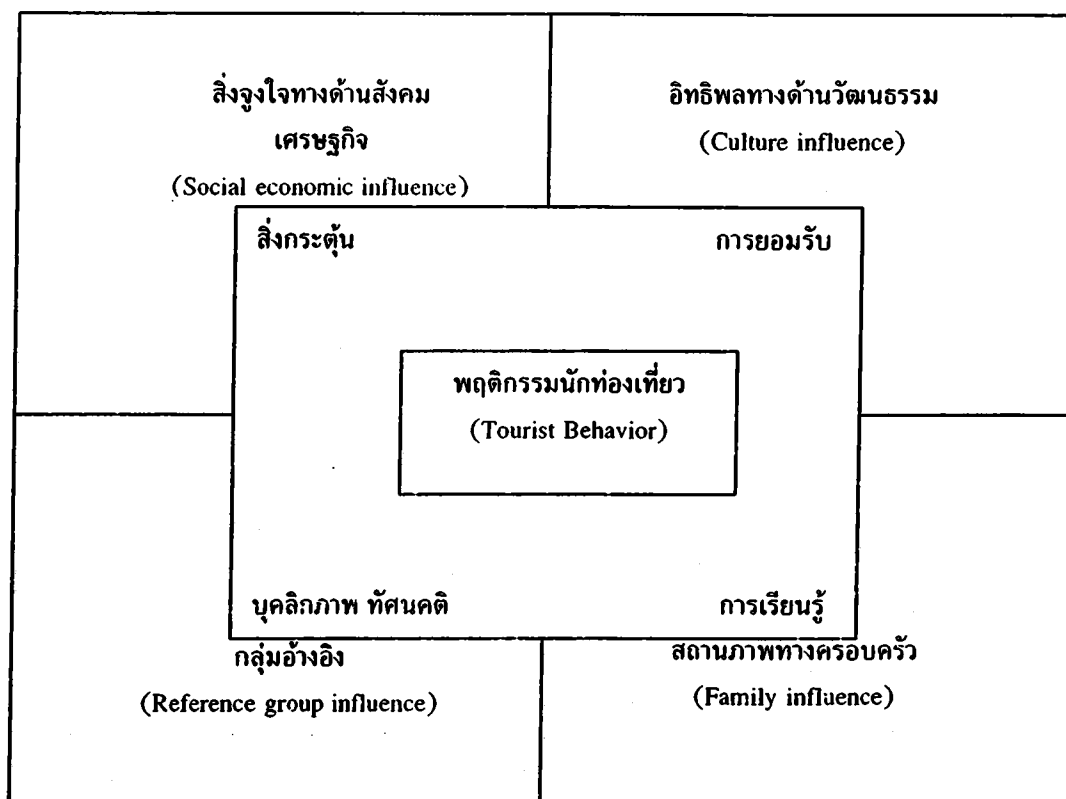 สิ่งจูงใจทางด้านสังคม
เศรษฐกิจ
(Social economic influence)
อิทธิพลทางด้านวัฒนธรรม
(Culture influence)
สิ่งกระตุ้น
การยอมรับ
พฤติกรรมนักท่องเที่ยว
(Tourist Behavior)
บุคลิกภาพ ทัศนคติ
การเรียนรู้
กลุ่มอ้างอิง
(Reference group influence)
สถานภาพทางครอบครัว
(Family influence)